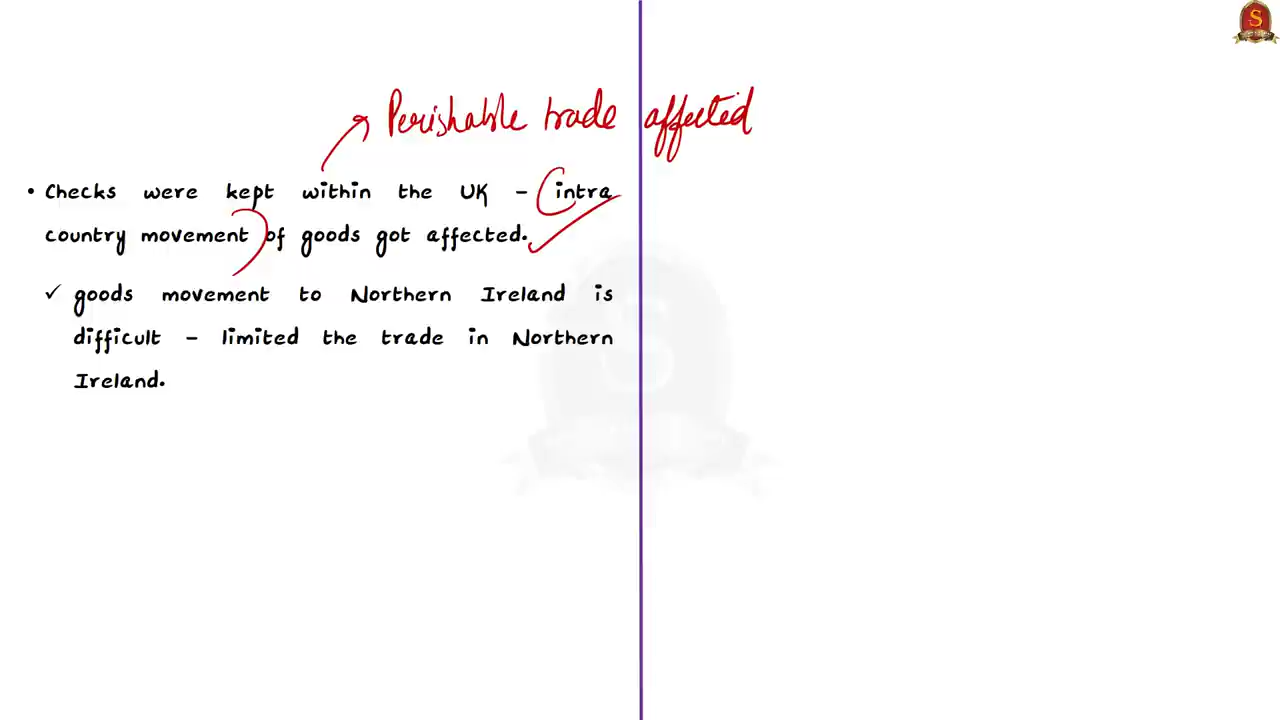 Perishable trade affected
• Checks were kept within the UK – intra
country movement of goods got affected.
✓ goods movement to Northern Ireland is
difficult – limited the trade in Northern
Ireland.
S